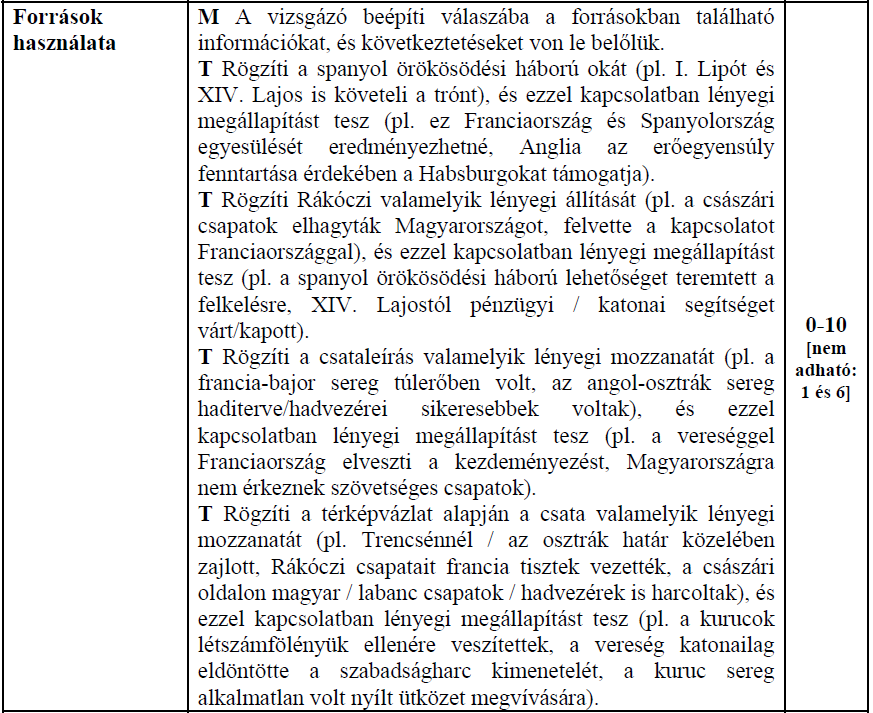 Források
használata
M A vizsgázó beépíti válaszába a forrásokban található
információkat, és következtetéseket von le belőlük.
T Rögzíti a spanyol örökösödési háború okát (pl. I. Lipót és
XIV. Lajos is követeli a trónt), és ezzel kapcsolatban lényegi
megállapítást tesz (pl. ez Franciaország és Spanyolország
egyesülését eredményezhetné, Anglia az erőegyensúly
fenntartása érdekében a Habsburgokat támogatja).
T Rögzíti Rákóczi valamelyik lényegi állítását (pl. a császári
csapatok elhagyták Magyarországot, felvette a kapcsolatot
Franciaországgal), és ezzel kapcsolatban lényegi megállapítást
tesz (pl. a spanyol örökösödési háború lehetőséget teremtett a
felkelésre, XIV. Lajostól pénzügyi / katonai segítséget
várt/kapott).
T Rögzíti a csataleírás valamelyik lényegi mozzanatát (pl. a
francia-bajor sereg túlerőben volt, az angol-osztrák sereg
haditerve/hadvezérei sikeresebbek voltak), és ezzel
kapcsolatban lényegi megállapítást tesz (pl. a vereséggel
Franciaország elveszti a kezdeményezést, Magyarországra
nem érkeznek szövetséges csapatok).
T Rögzíti a térképvázlat alapján a csata valamelyik lényegi
mozzanatát (pl. Trencsénnél / az osztrák határ közelében
zajlott, Rákóczi csapatait francia tisztek vezették, a császári
oldalon magyar / labanc csapatok / hadvezérek is harcoltak), és
ezzel kapcsolatban lényegi megállapítást tesz (pl. a kurucok
létszámfölényük ellenére veszítettek, a vereség katonailag
eldöntötte a szabadságharc kimenetelét, a kuruc sereg
alkalmatlan volt nyílt ütközet megvívására).
0-10
[nem
adható:
1 és 6]